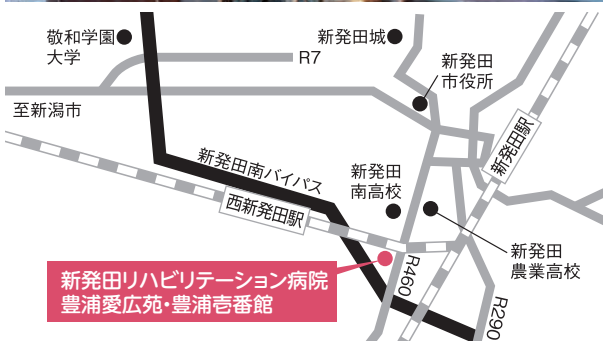 敬和学園
大学
新発田城
R7
新発田
市役所
至新潟市
新発田駅
新発田南バイパス
新発田
南高校
西新発田駅
新発田
農業高校
新発田リハビリテーション病院
豊浦愛広苑・豊浦壱番館
R460
R290